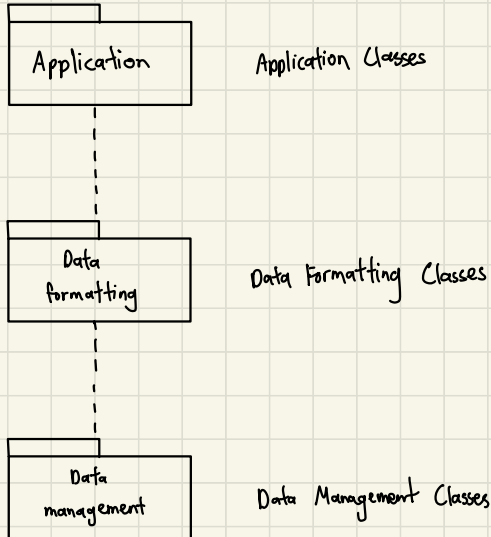 Application
Application Classes
Data
formatting
Data Formatting Classes
Data
management
Data Management Classes